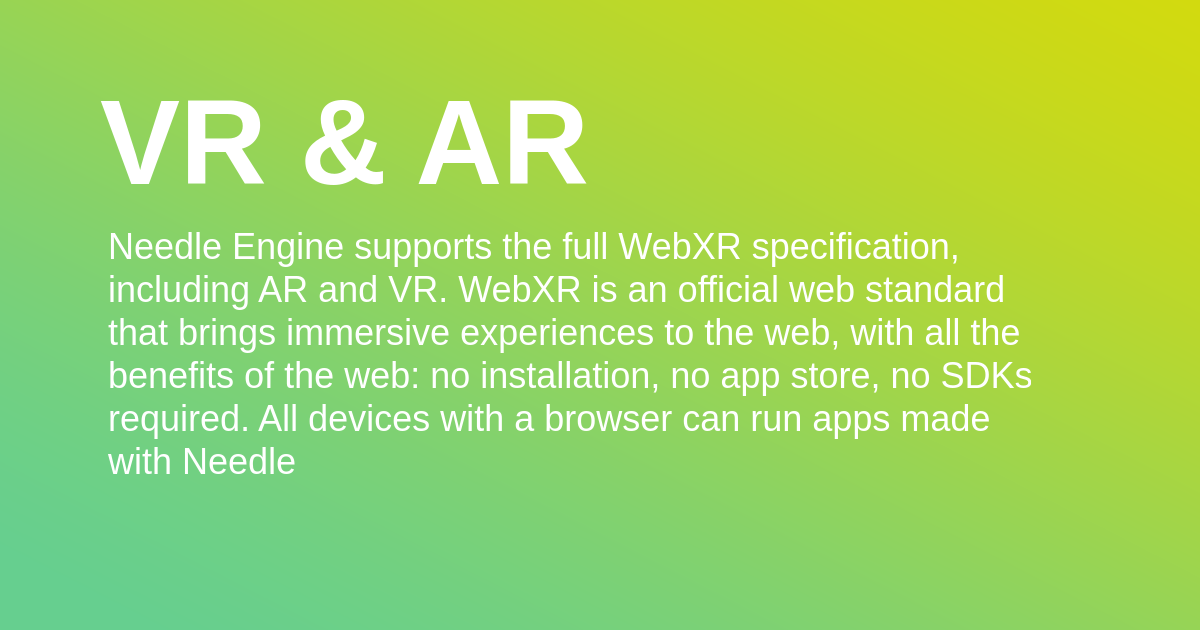 VR & AR
Needle Engine supports the full WebXR specification,
including AR and VR. WebXR is an official web standard
that brings immersive experiences to the web, with all the
benefits of the web: no installation, no app store, no SDKs
required. All devices with a browser can run apps made
with Needle